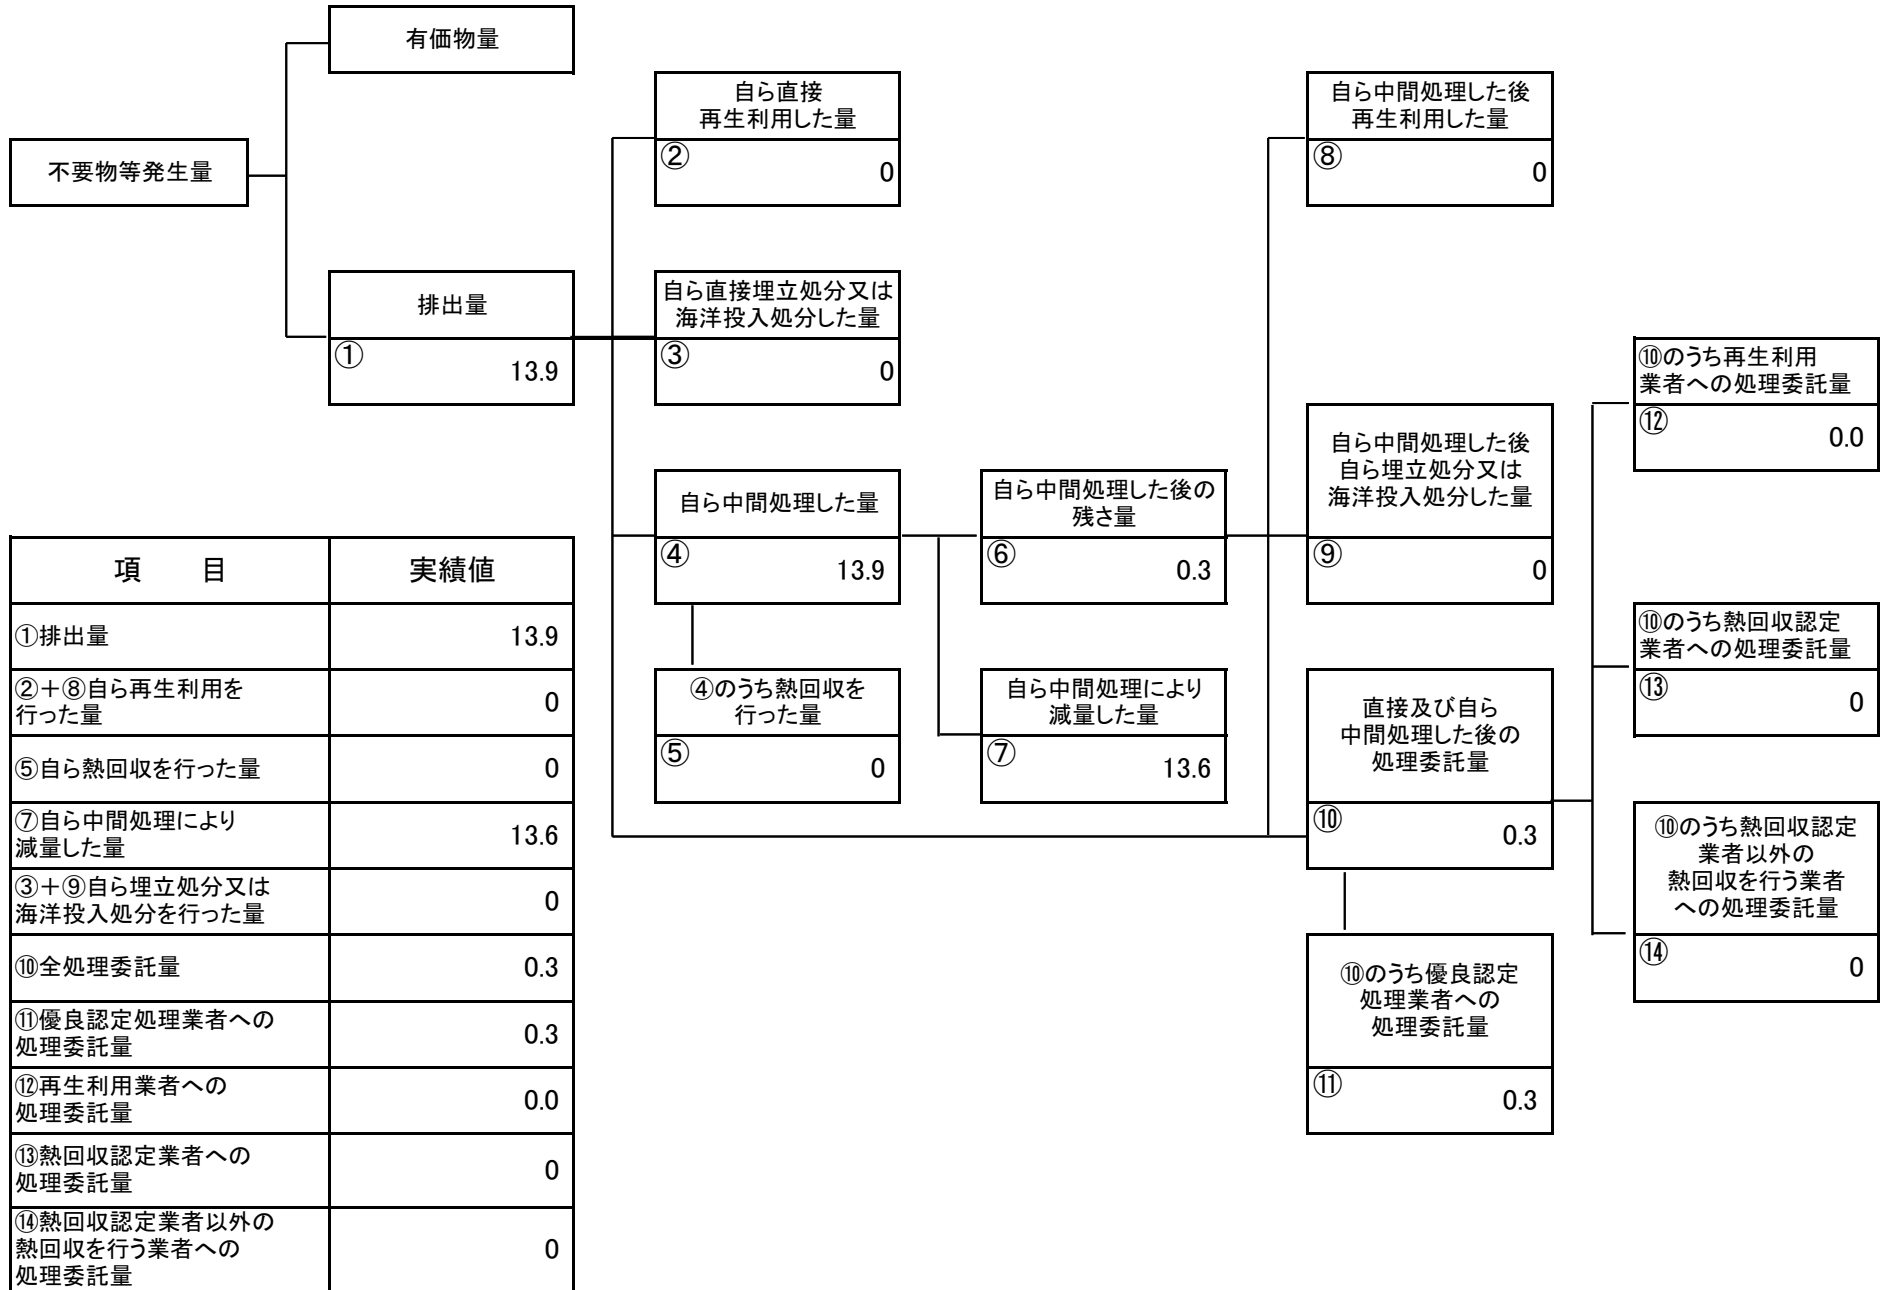 有価物量
不要物等発生量
排出量
①
13.9
自ら直接
再生利用した量
②
0
自ら直接埋立処分又は
海洋投入処分した量
③
0
自ら中間処理した量
④
13.9
④のうち熱回収を
行った量
⑤
0
自ら中間処理した後の
残さ量
⑥
0.3
自ら中間処理により
減量した量
⑦
13.6
自ら中間処理した後
再生利用した量
⑧
0
自ら中間処理した後
自ら埋立処分又は
海洋投入処分した量
⑨
0
直接及び自ら
中間処理した後の
処理委託量
⑩
0.3
⑩のうち優良認定
処理業者への
処理委託量
⑪
0.3
⑩のうち再生利用
業者への処理委託量
⑫
0.0
⑩のうち熱回収認定
業者への処理委託量
⑬
0
⑩のうち熱回収認定
業者以外の
熱回収を行う業者
への処理委託量
⑭
0
項 目 実績値
①排出量 13.9
②+⑧自ら再生利用を
行った量 0
⑤自ら熱回収を行った量 0
⑦自ら中間処理により
減量した量 13.6
③+⑨自ら埋立処分又は
海洋投入処分を行った量 0
⑩全処理委託量 0.3
⑪優良認定処理業者への
処理委託量 0.3
⑫再生利用業者への
処理委託量 0.0
⑬熱回収認定業者への
処理委託量 0
⑭熱回収認定業者以外の
熱回収を行う業者への
処理委託量 0